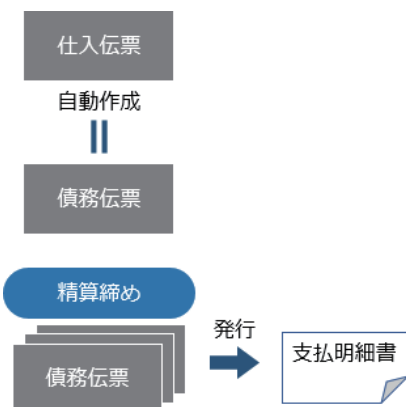 仕入伝票
自動作成
債務伝票
精算締め
債務伝票
発行
支払明細書